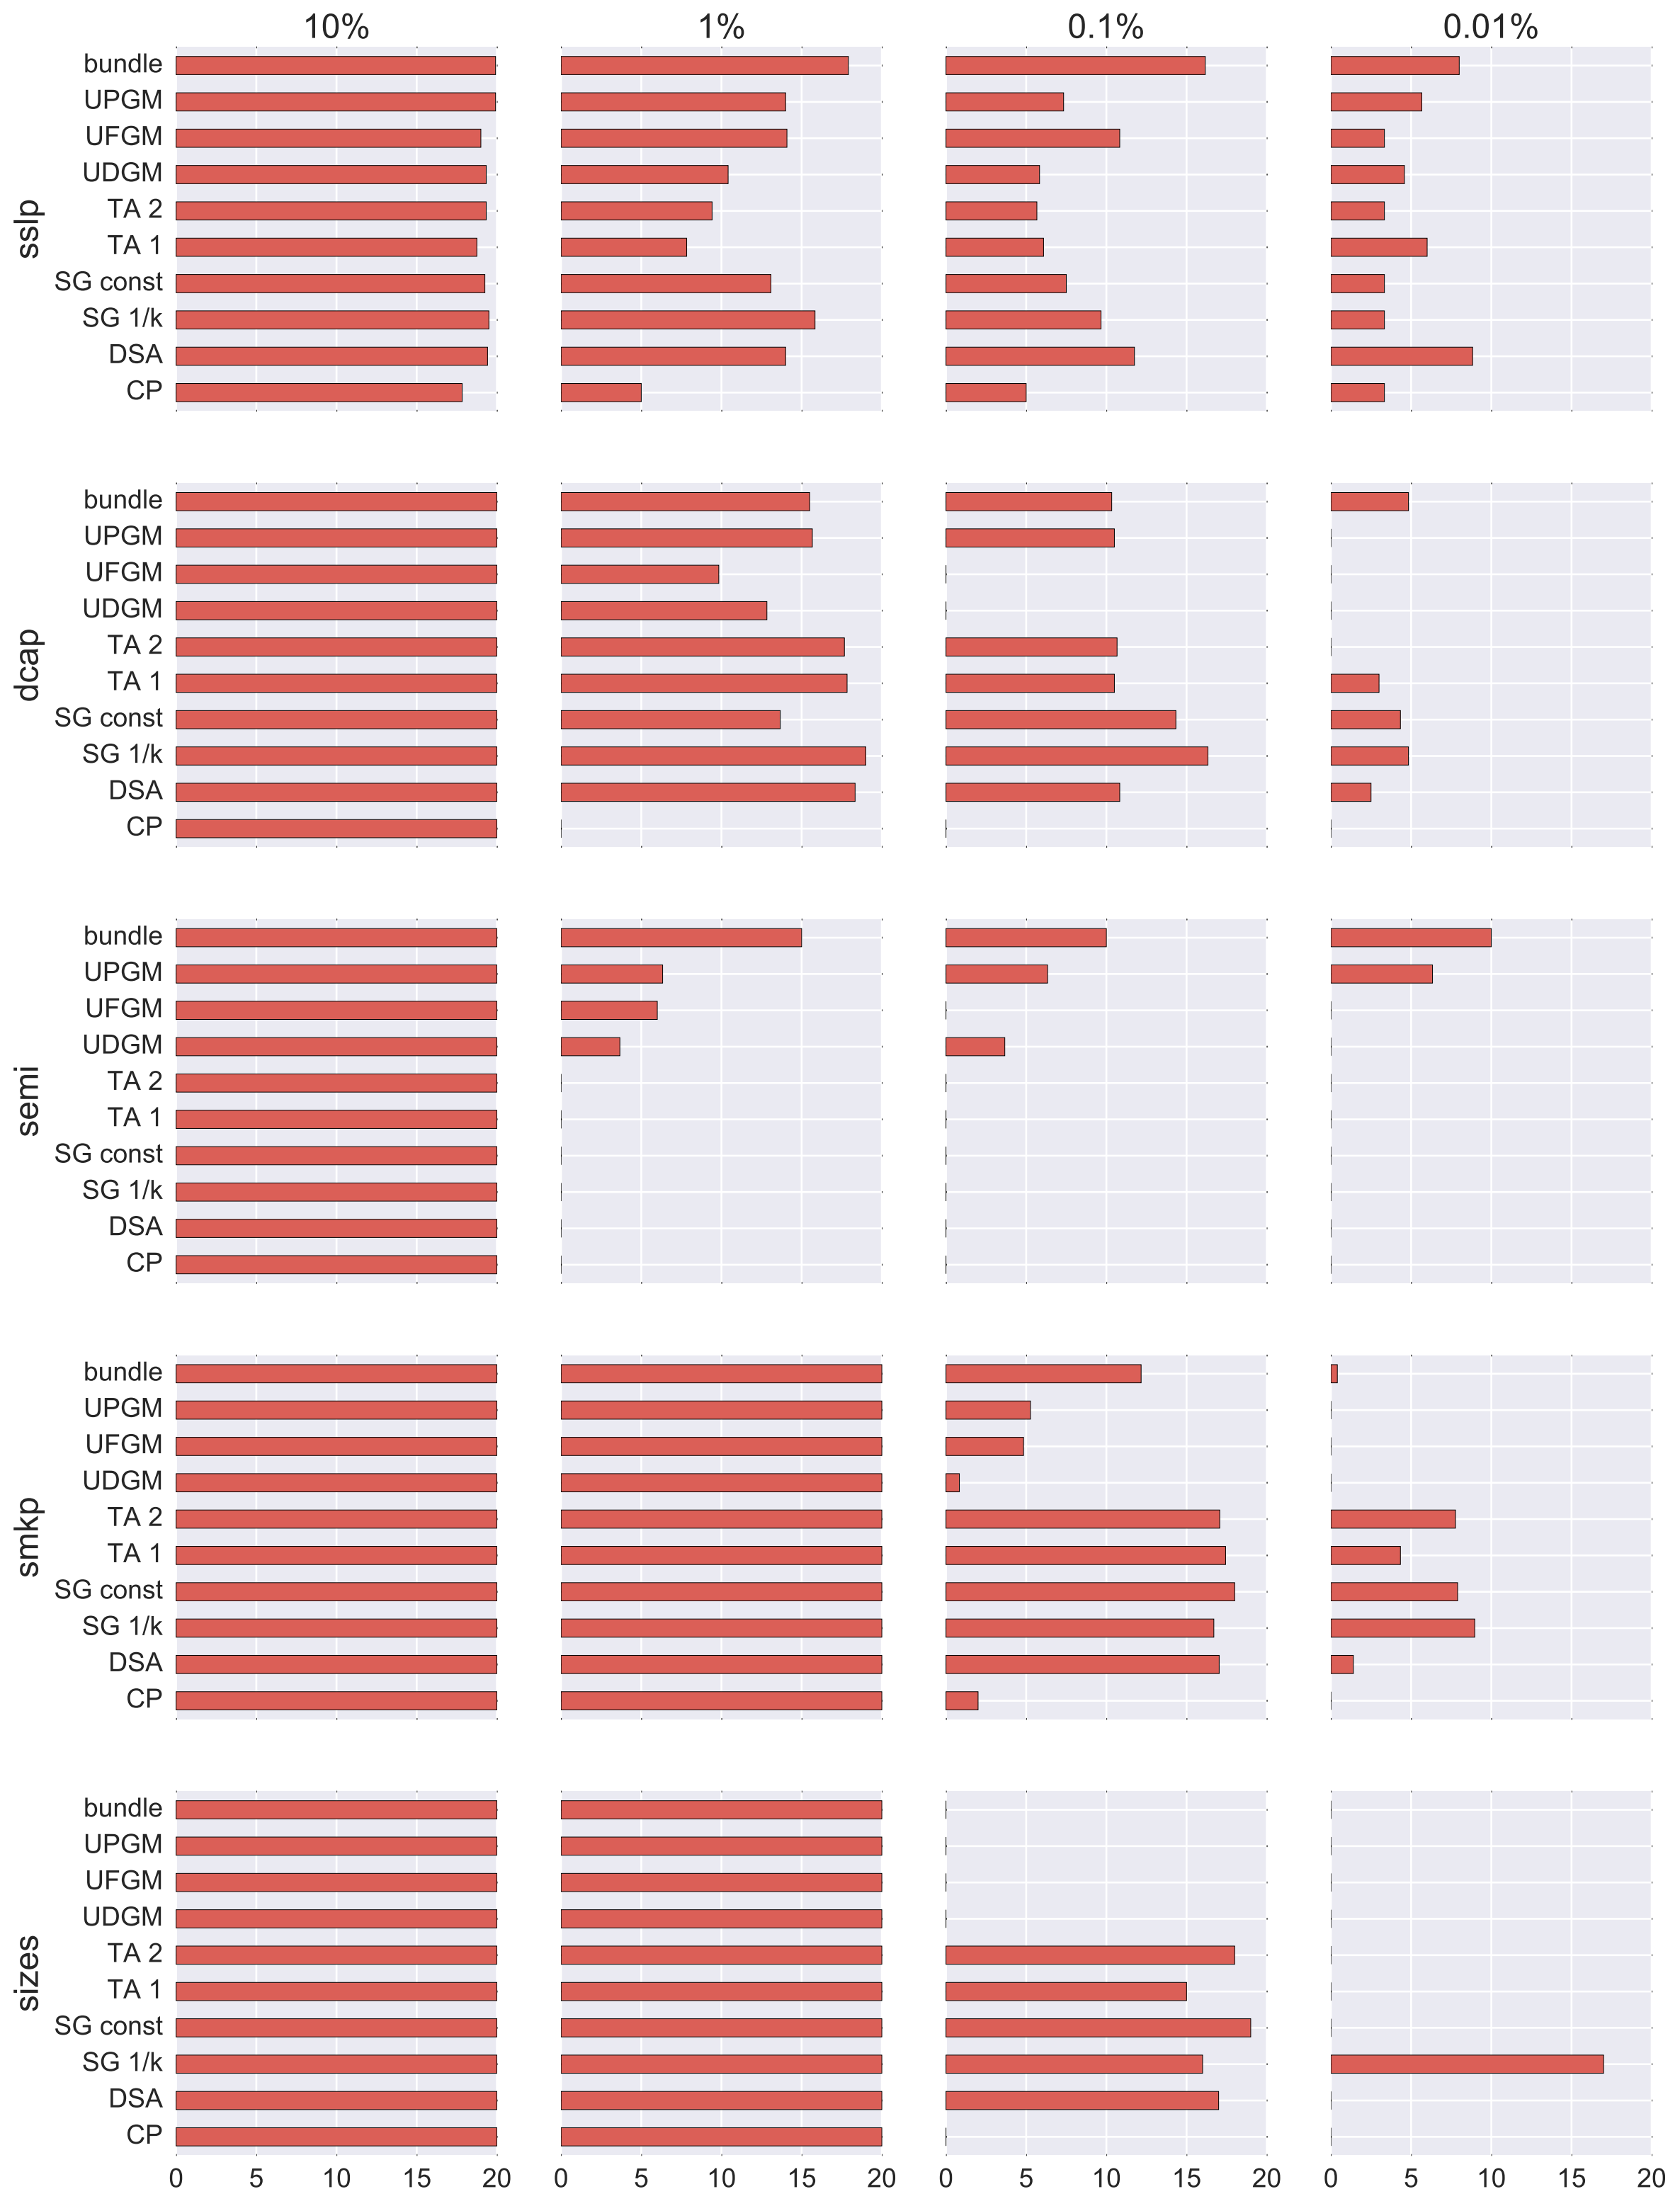 10% 1% 0.1% 0.01%
sslp
bundle
UPGM
UFGM
UDGM
TA 2
TA 1
SG const
SG 1/k
DSA
CP
dcap
bundle
UPGM
UFGM
UDGM
TA 2
TA 1
SG const
SG 1/k
DSA
CP
semi
bundle
UPGM
UFGM
UDGM
TA 2
TA 1
SG const
SG 1/k
DSA
CP
smkp
bundle
UPGM
UFGM
UDGM
TA 2
TA 1
SG const
SG 1/k
DSA
CP
sizes
bundle
UPGM
UFGM
UDGM
TA 2
TA 1
SG const
SG 1/k
DSA
CP
0 5 10 15 20 0 5 10 15 20 0 5 10 15 20 0 5 10 15 20